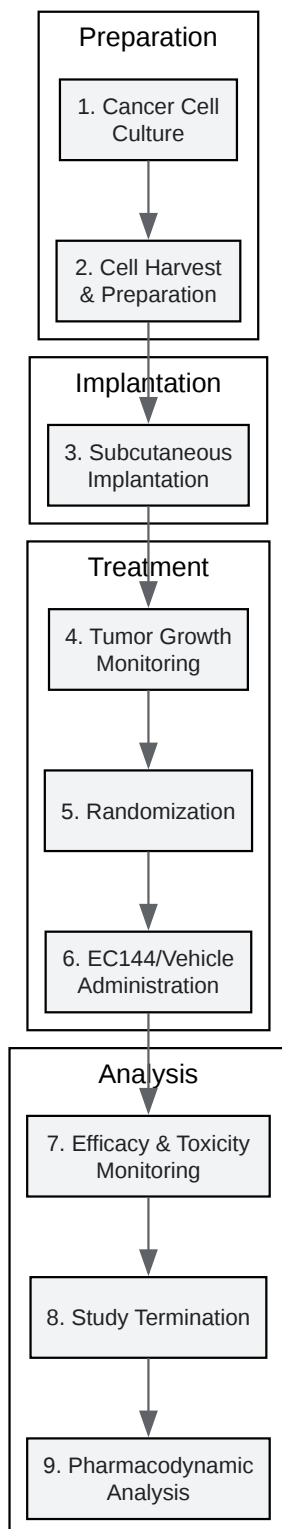 Preparation
1. Cancer Cell
Culture
2. Cell Harvest
& Preparation
Implantation
3. Subcutaneous
Implantation
Treatment
4. Tumor Growth
Monitoring
5. Randomization
6. EC144/Vehicle
Administration
Analysis
7. Efficacy & Toxicity
Monitoring
8. Study Termination
9. Pharmacodynamic
Analysis